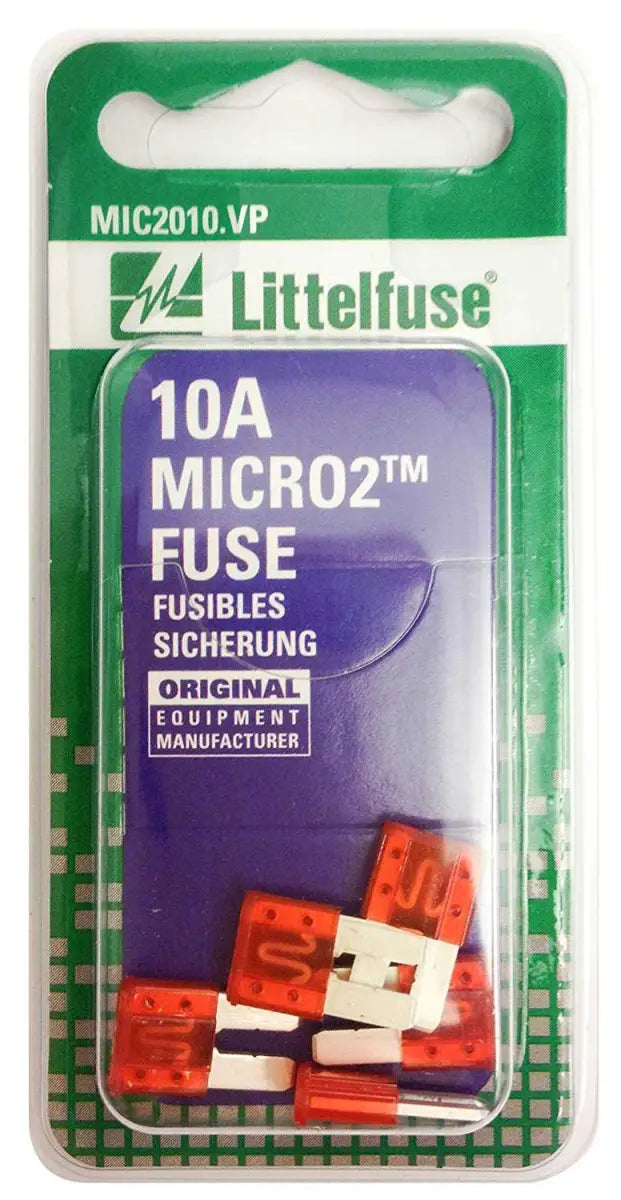 MIC2010.VP
Littelfuse®
10A
MICRO2™
FUSE
FUSIBLES
SICHERUNG
ORIGINAL
EQUIPMENT
MANUFACTURER